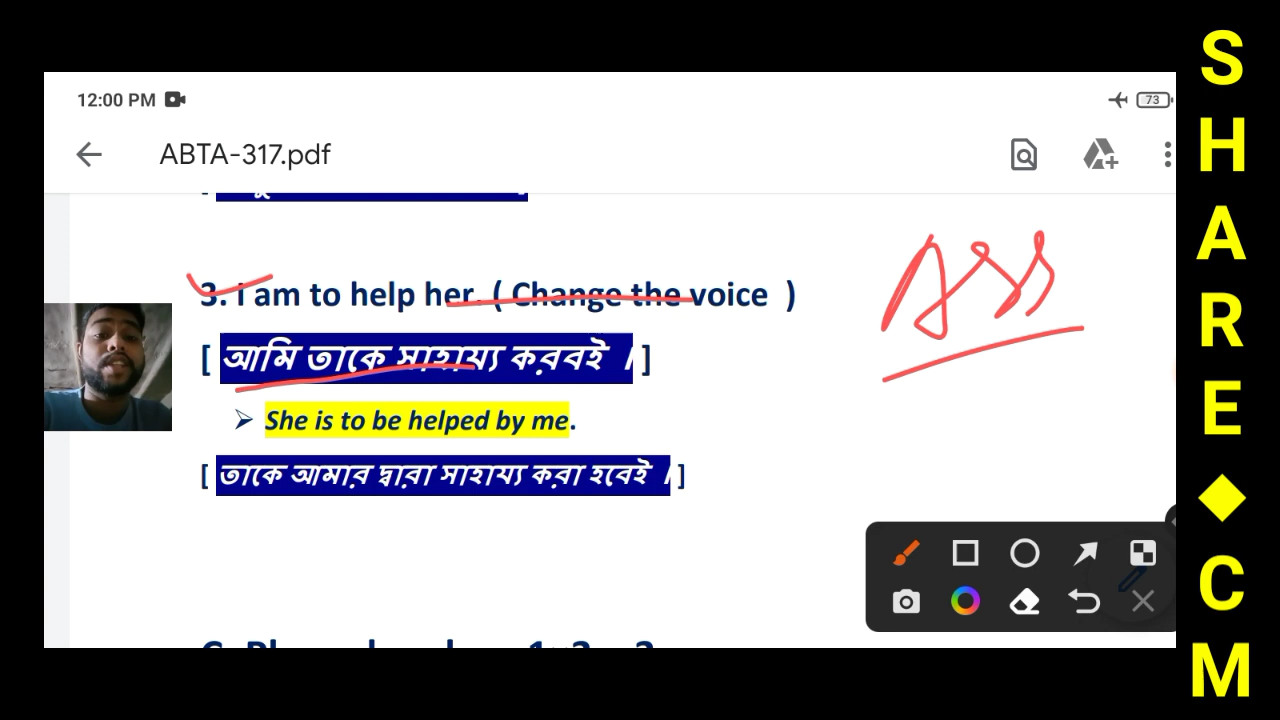 12:00 PM
73
ABTA-317.pdf
3. I am to help her. ( Change the voice )
[ আমি তাকে সাহায্য করবই । ]
➢ She is to be helped by me.
[ তাকে আমার দ্বারা সাহায্য করা হবেই । ]
Ass
SHARE◆CM